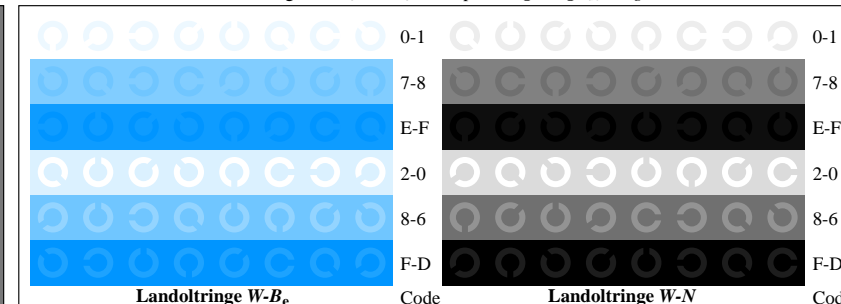 0-1 0-1
7-8 7-8
E-F E-F
2-0 2-0
8-6 8-6
F-D F-D
Landoltringe W-Be Code Landoltringe W-N